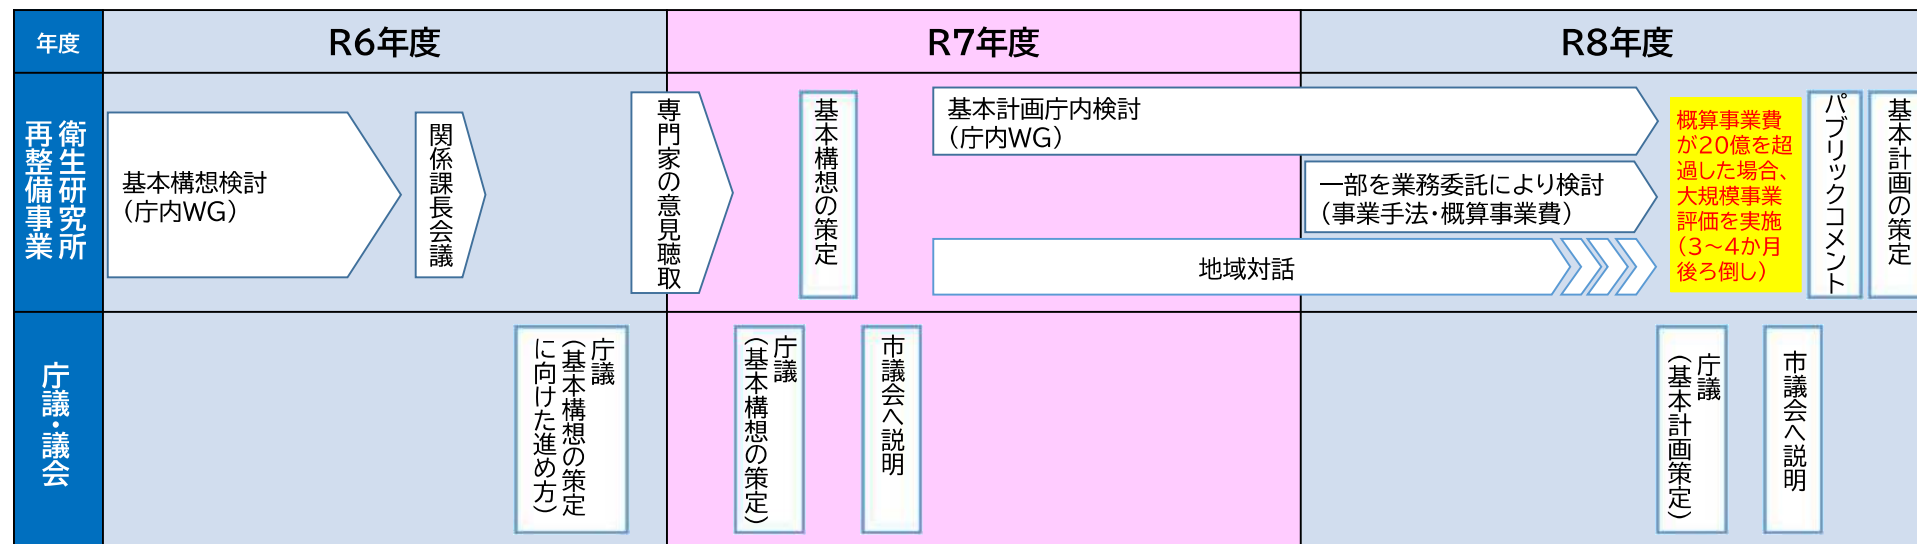 年度
R6年度
R7年度
R8年度
衛生研究所
再整備事業
基本構想検討
（庁内WG）
関係課長会議
専門家の意見聴取
基本構想の策定
基本計画庁内検討
（庁内WG）
一部を業務委託により検討
（事業手法・概算事業費）
地域対話
概算事業費
が20億を超
過した場合、
大規模事業
評価を実施
（3～4か月
後ろ倒し）
パブリックコメント
基本計画の策定
庁議・議会
庁議
（基本構想の策定
に向けた進め方）
庁議
（基本構想の策定）
市議会へ説明
庁議
（基本計画策定）
市議会へ説明